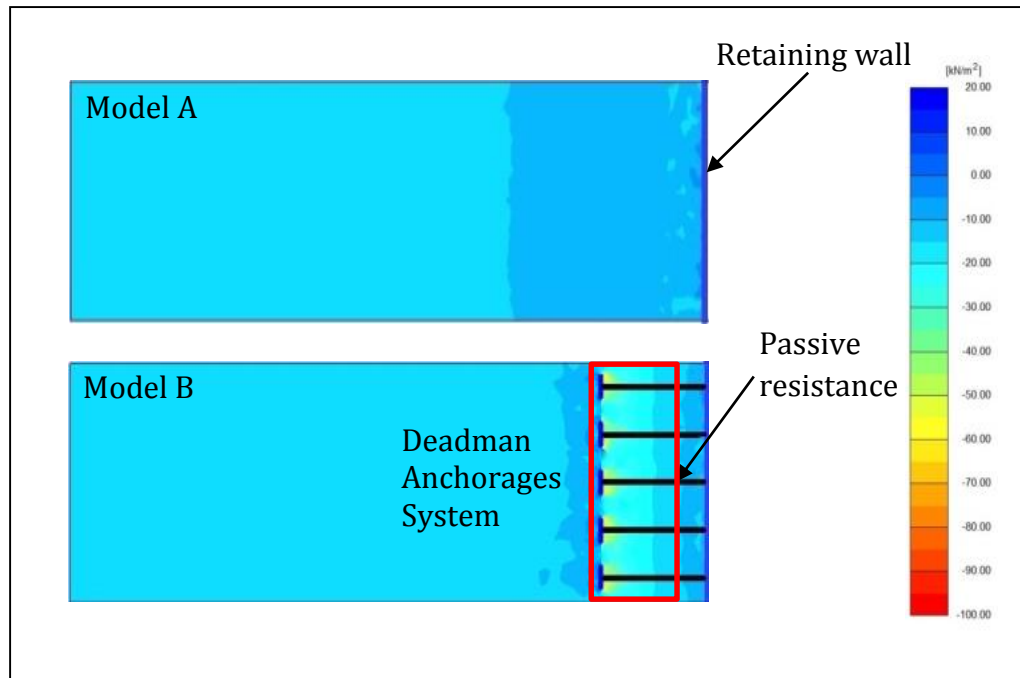 Retaining wall
Model A
[kN/m²]
20.00
10.00
0.00
-10.00
-20.00
-30.00
-40.00
-50.00
-60.00
-70.00
-80.00
-90.00
-100.00
Passive
resistance
Model B
Deadman
Anchorages
System